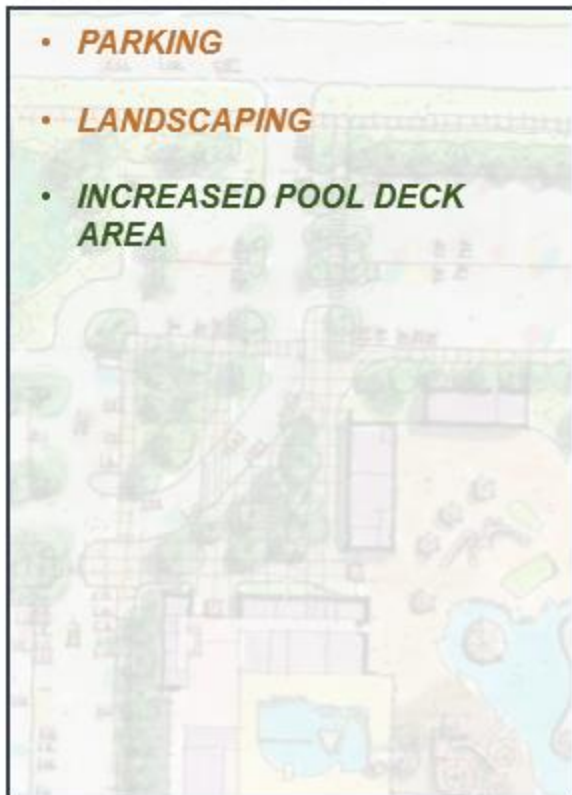 • PARKING
• LANDSCAPING
• INCREASED POOL DECK
AREA